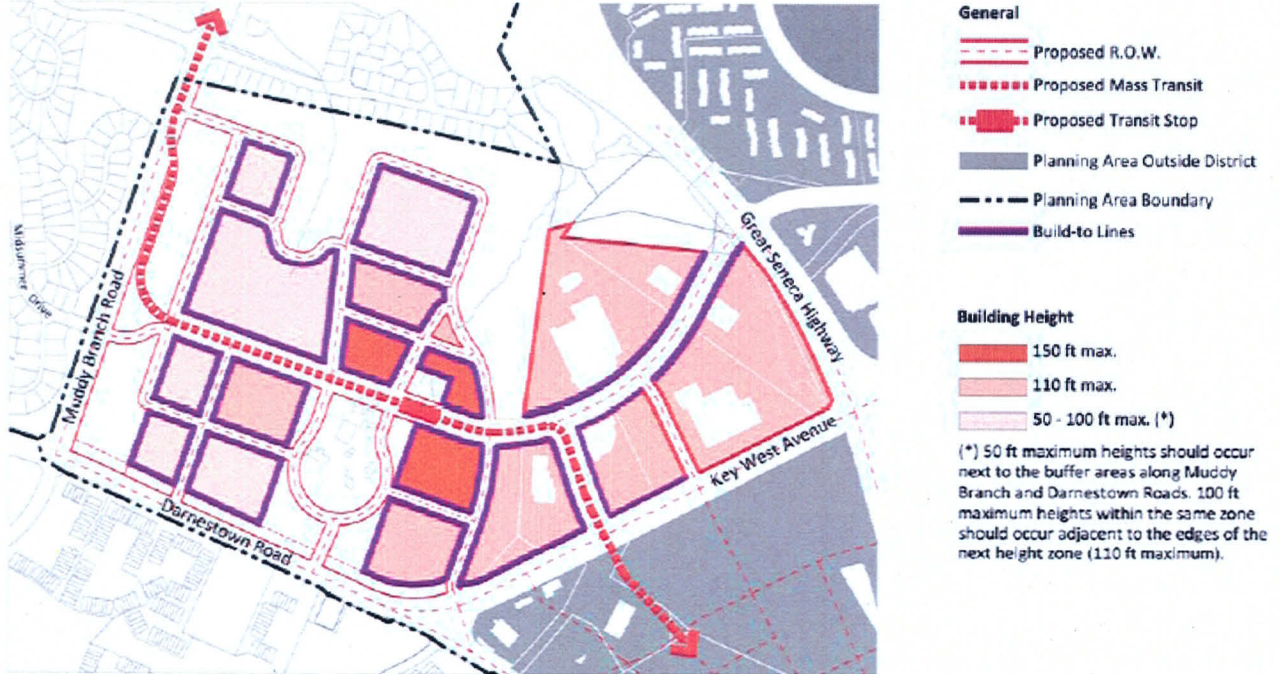 General
Proposed R.O.W.
Proposed Mass Transit
Proposed Transit Stop
Planning Area Outside District
Planning Area Boundary
Build-to Lines
Building Height
150 ft max.
110 ft max.
50 - 100 ft max. (*)
(*) 50 ft maximum heights should occur
next to the buffer areas along Muddy
Branch and Darnestown Roads. 100 ft
maximum heights within the same zone
should occur adjacent to the edges of the
next height zone (110 ft maximum).
Midsummer Drive
Muddy Branch Road
Darnestown Road
Great Seneca Highway
Key West Avenue